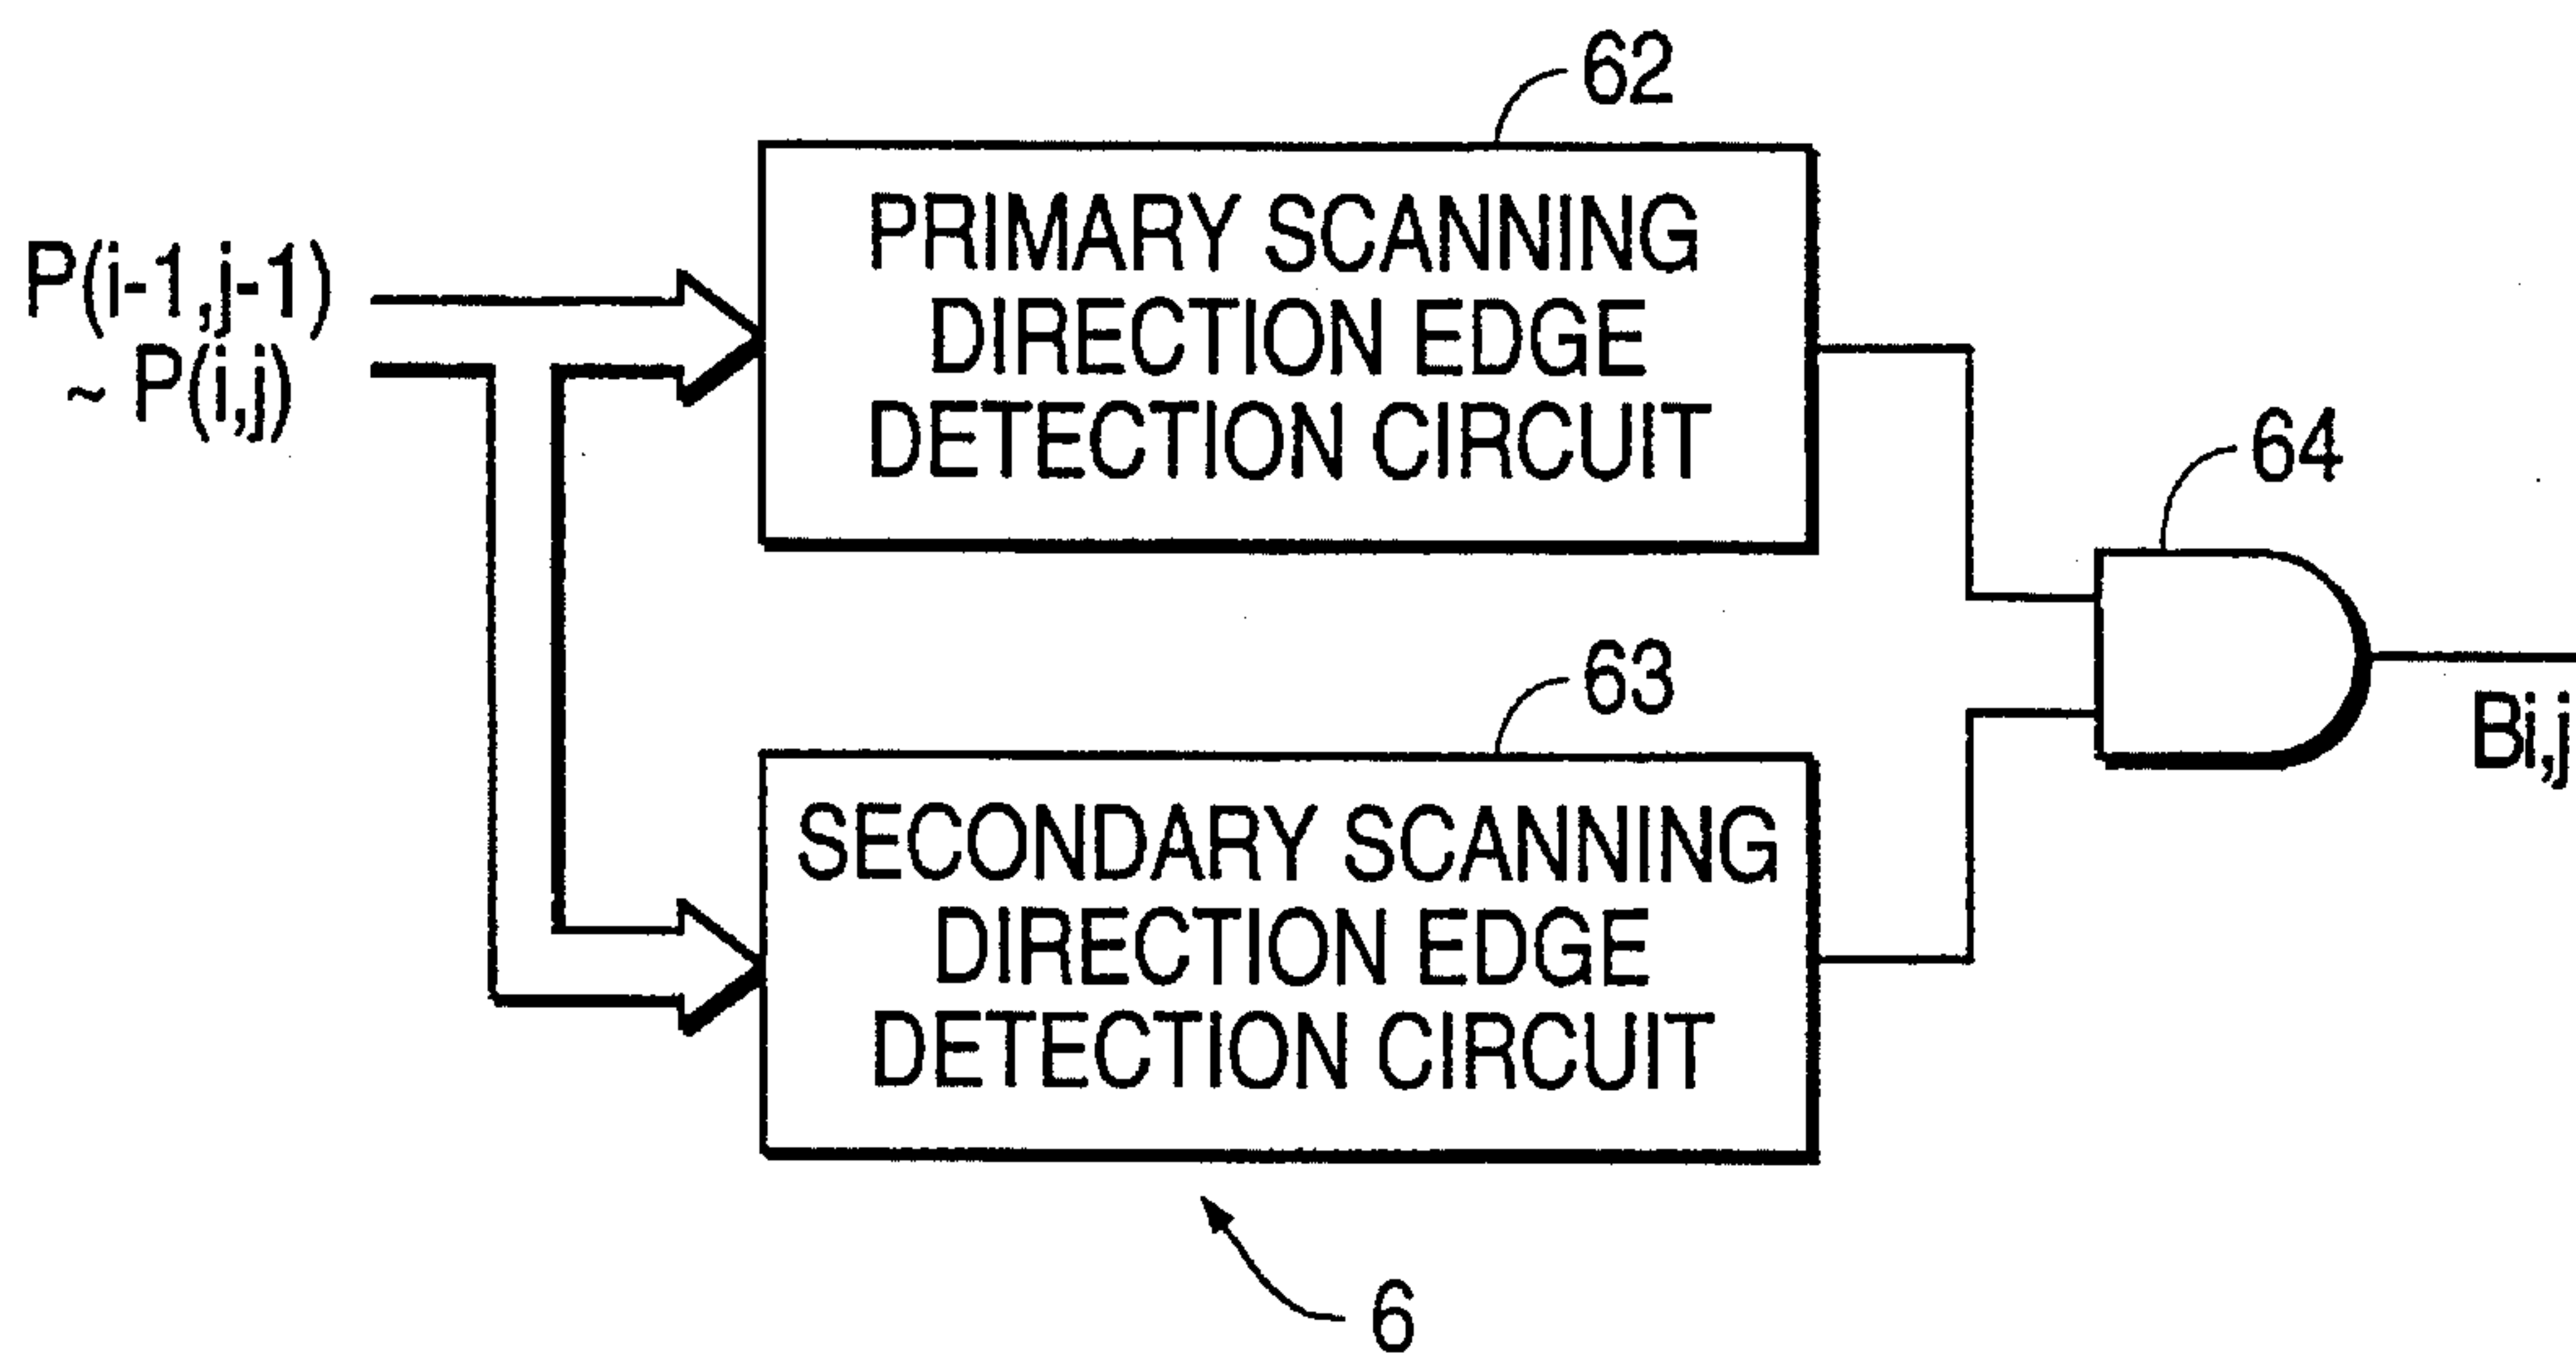 62
PRIMARY SCANNING
DIRECTION EDGE
DETECTION CIRCUIT
P(i-1,j-1)
~ P(i,j)
64
63
Bi,j
SECONDARY SCANNING
DIRECTION EDGE
DETECTION CIRCUIT
6